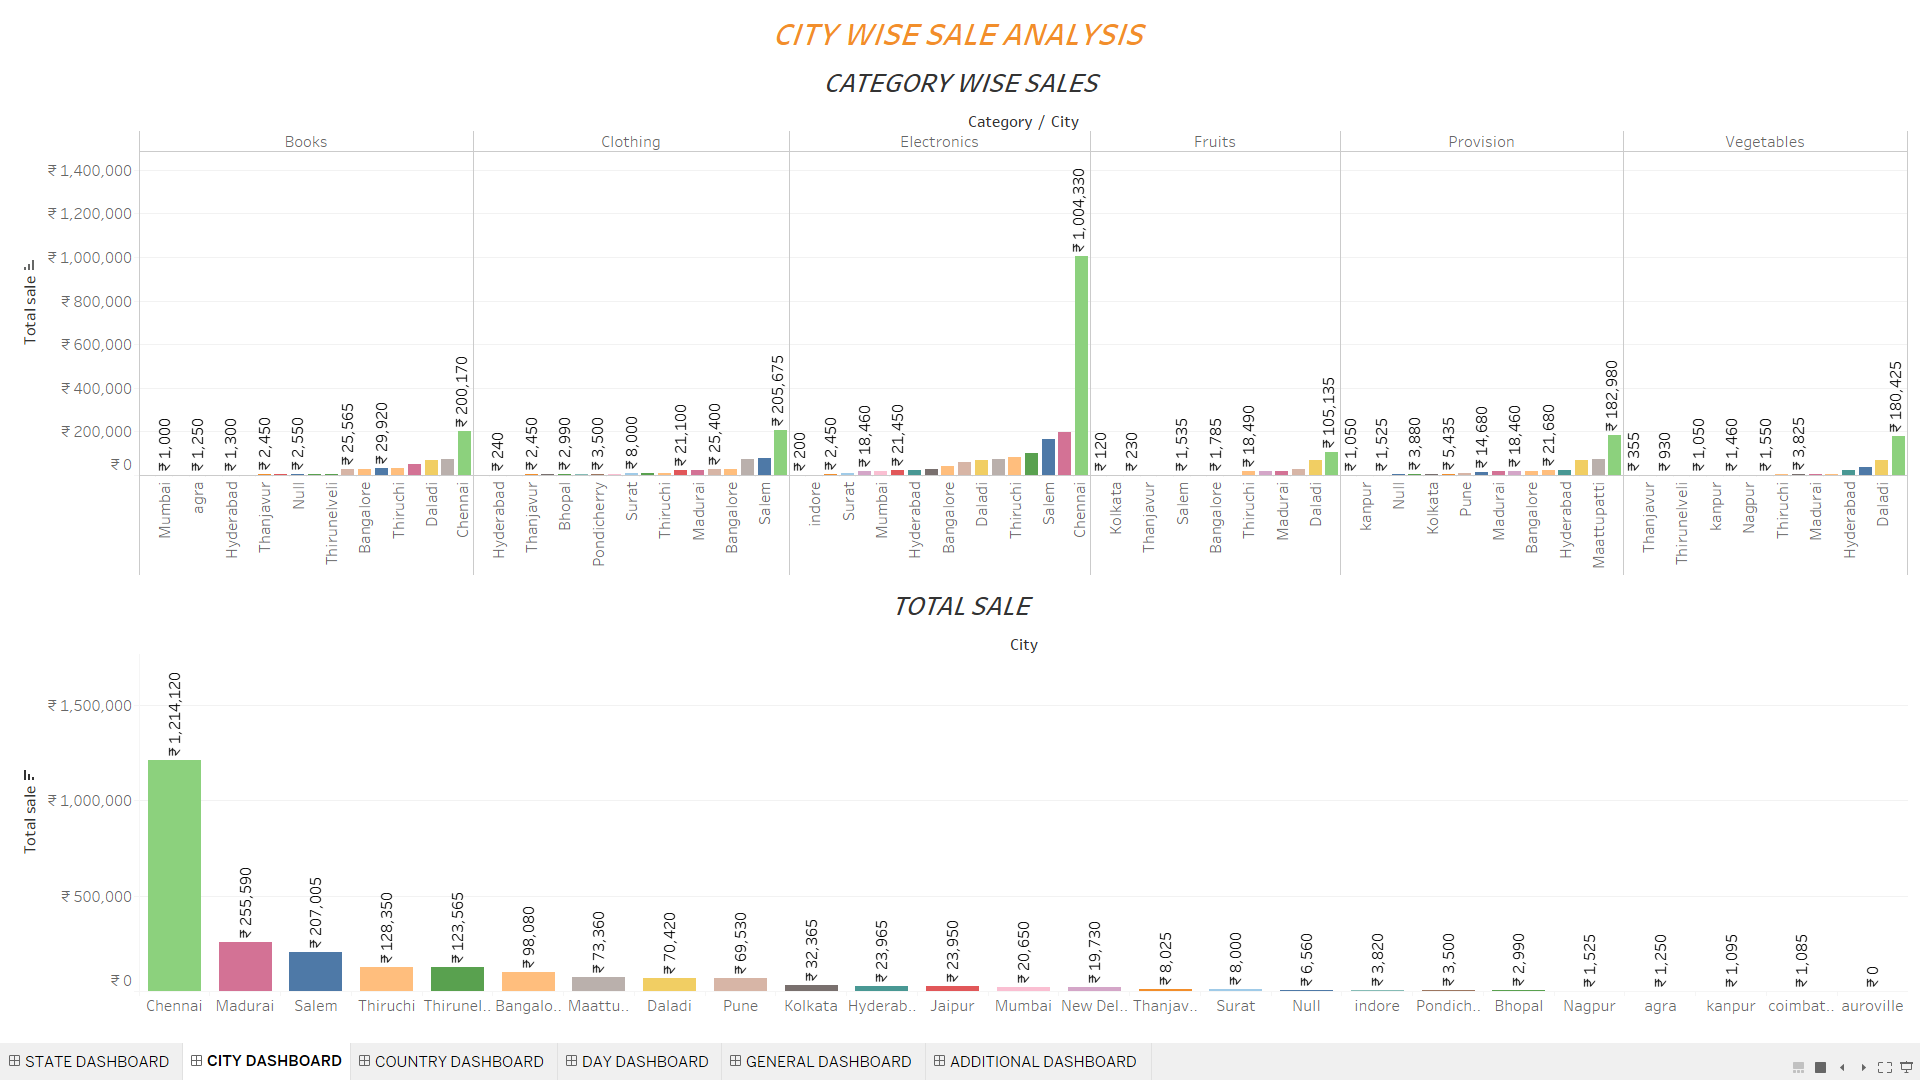 CITY WISE SALE ANALYSIS
CATEGORY WISE SALES
Category / City
Books Clothing Electronics Fruits Provision Vegetables
Total sale
₹ 1,400,000
₹ 1,200,000
₹ 1,000,000
₹ 800,000
₹ 600,000
₹ 400,000
₹ 200,000
₹ 0
₹ 1,000 ₹ 1,250 ₹ 1,300 ₹ 2,450 ₹ 2,550 ₹ 25,565 ₹ 29,920 ₹ 200,170
₹ 240 ₹ 2,450 ₹ 2,990 ₹ 3,500 ₹ 8,000 ₹ 21,100 ₹ 25,400 ₹ 205,675
₹ 200 ₹ 2,450 ₹ 18,460 ₹ 21,450 ₹ 1,004,330
₹ 120 ₹ 230 ₹ 1,535 ₹ 1,785 ₹ 18,490 ₹ 105,135
₹ 1,050 ₹ 1,525 ₹ 3,880 ₹ 5,435 ₹ 14,680 ₹ 18,460 ₹ 21,680 ₹ 182,980
₹ 355 ₹ 930 ₹ 1,050 ₹ 1,460 ₹ 1,550 ₹ 3,825 ₹ 180,425
Mumbai agra Hyderabad Thanjavur Null Thirunelveli Bangalore Thiruchi Daladi Chennai
Hyderabad Thanjavur Bhopal Pondicherry Surat Thiruchi Madurai Bangalore Salem
indore Surat Mumbai Hyderabad Bangalore Daladi Thiruchi Salem Chennai
Kolkata Thanjavur Salem Bangalore Thiruchi Madurai Daladi
kanpur Null Kolkata Pune Madurai Bangalore Hyderabad Maattupatti
Thanjavur Thirunelveli kanpur Nagpur Thiruchi Madurai Hyderabad Daladi
TOTAL SALE
City
Total sale
₹ 1,500,000
₹ 1,000,000
₹ 500,000
₹ 0
₹ 1,214,120 ₹ 255,590 ₹ 207,005 ₹ 128,350 ₹ 123,565 ₹ 98,080 ₹ 73,360 ₹ 70,420 ₹ 69,530 ₹ 32,365 ₹ 23,965 ₹ 23,950 ₹ 20,650 ₹ 19,730 ₹ 8,025 ₹ 8,000 ₹ 6,560 ₹ 3,820 ₹ 3,500 ₹ 2,990 ₹ 1,525 ₹ 1,250 ₹ 1,095 ₹ 1,085 ₹ 0
Chennai Madurai Salem Thiruchi Thirunel.. Bangalo.. Maattu.. Daladi Pune Kolkata Hyderab.. Jaipur Mumbai New Del.. Thanjav.. Surat Null indore Pondich.. Bhopal Nagpur agra kanpur coimbat.. auroville
STATE DASHBOARD CITY DASHBOARD COUNTRY DASHBOARD DAY DASHBOARD GENERAL DASHBOARD ADDITIONAL DASHBOARD